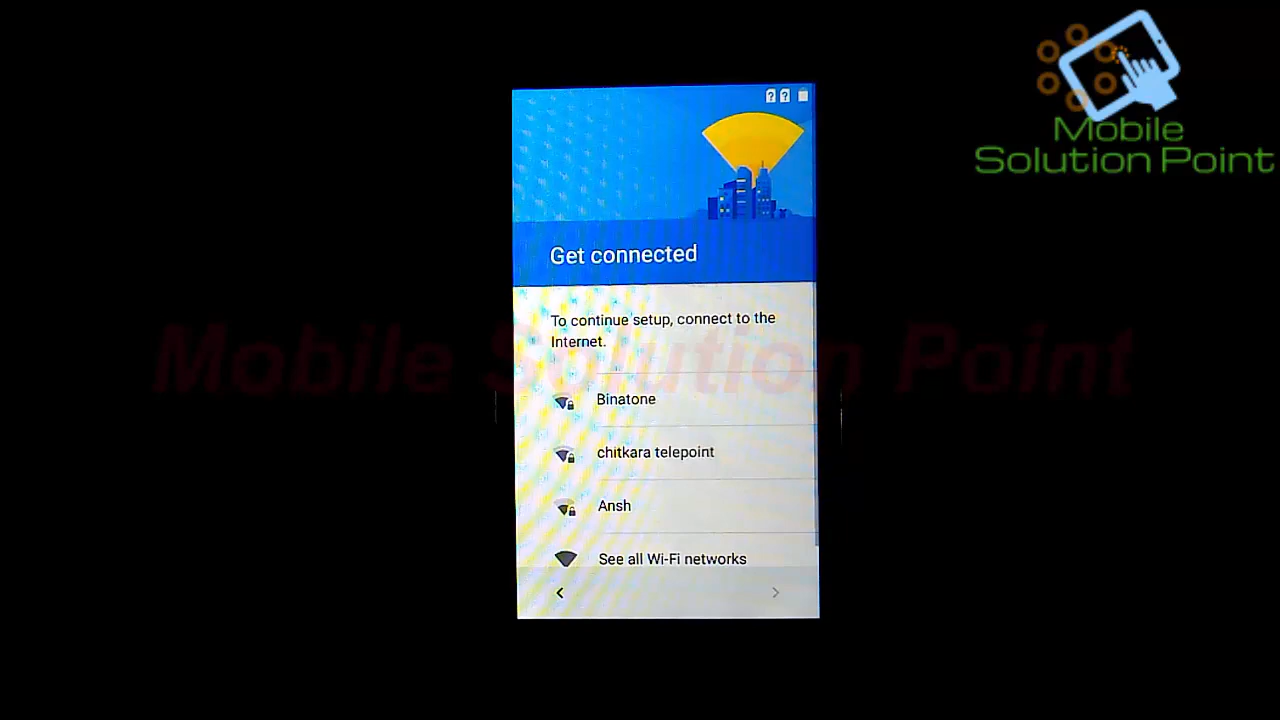 Mobile
Solution Point
Get connected
To continue setup, connect to the
Internet.
Mobile Solution Point
Binatone
chitkara telepoint
Ansh
See all Wi-Fi networks